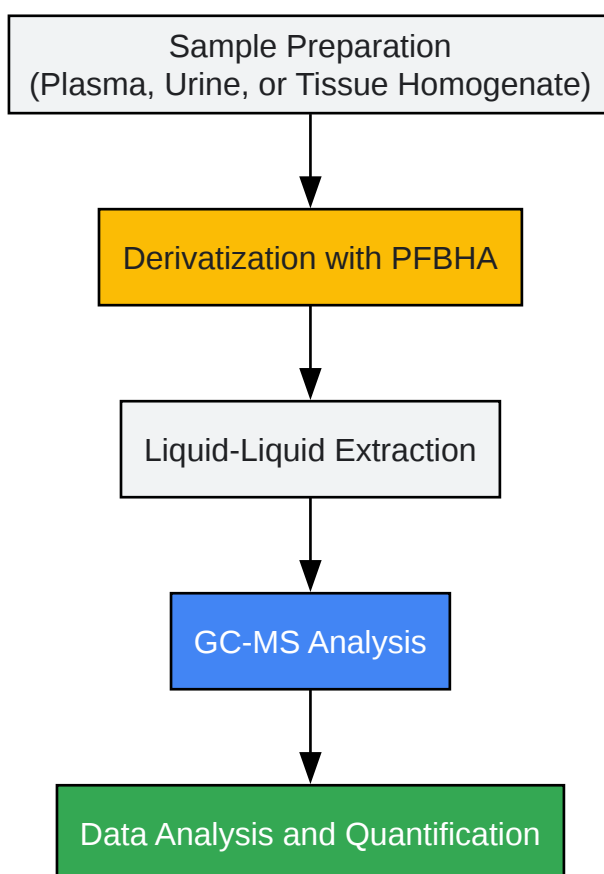 Sample Preparation
(Plasma, Urine, or Tissue Homogenate)
Derivatization with PFBHA
Liquid-Liquid Extraction
GC-MS Analysis
Data Analysis and Quantification